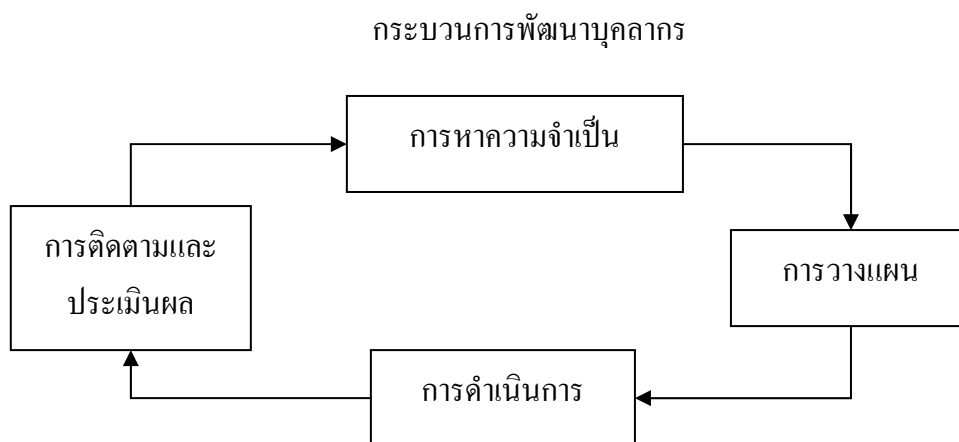 กระบวนการพัฒนาบุคลากร
การหาความจำเป็น
การวางแผน
การดำเนินการ
การติดตามและ
ประเมินผล